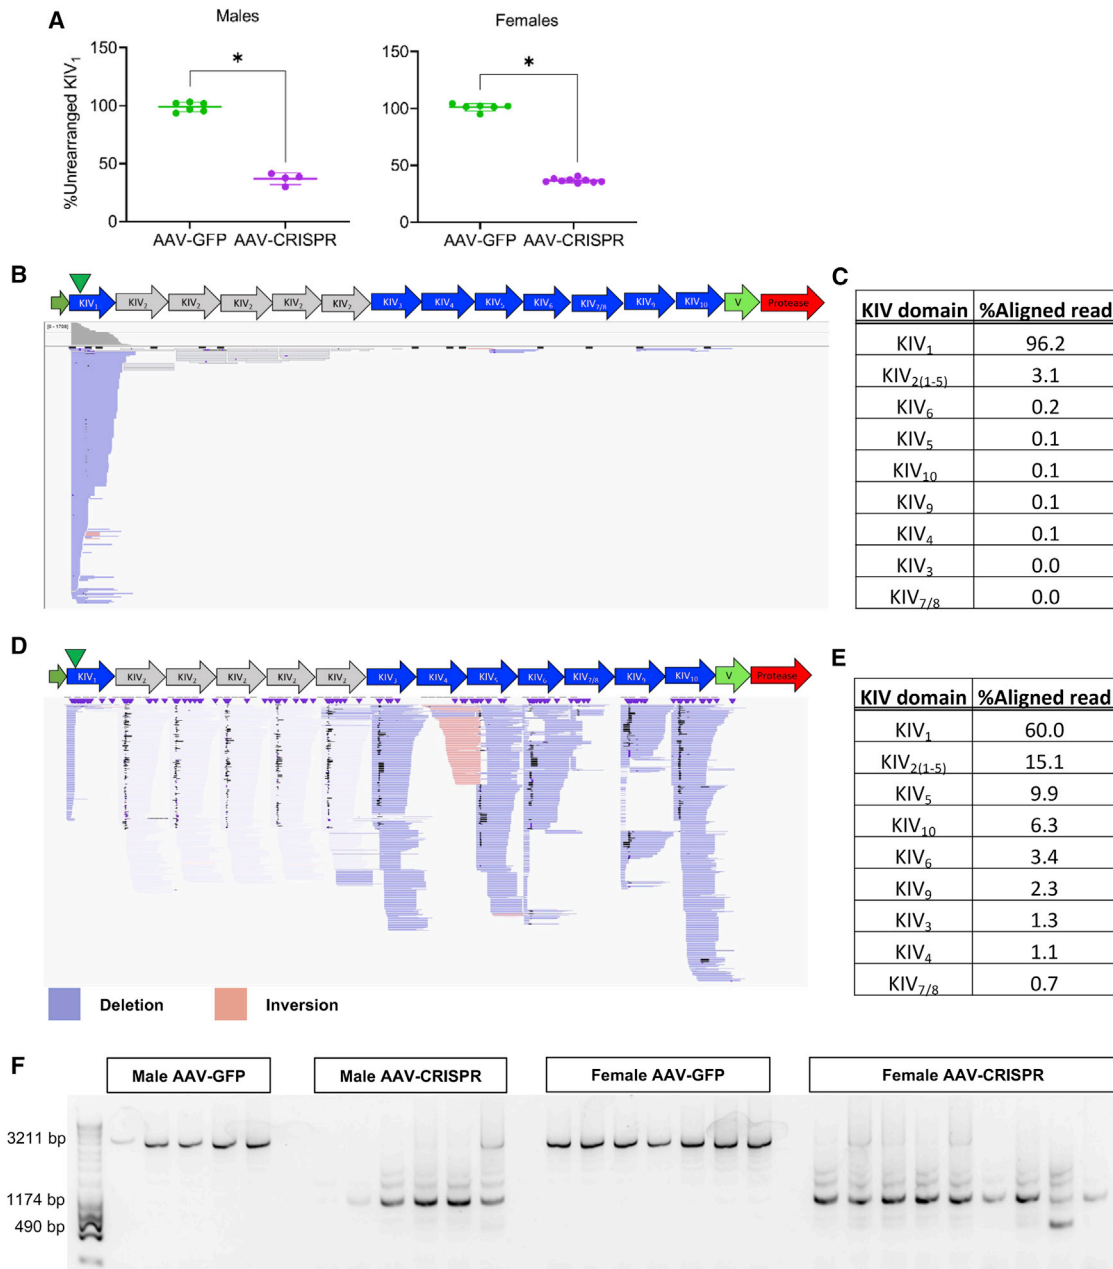 A
Males
Females
%Unrearranged KIV1
150
100
50
0
*
AAV-GFP
AAV-CRISPR
150
100
50
0
*
AAV-GFP
AAV-CRISPR
B
KIV1
KIV2
KIV2
KIV2
KIV2
KIV2
KIV3
KIV4
KIV5
KIV6
KIV7/8
KIV9
KIV10
V
Protease
C
KIV domain %Aligned read
KIV1 96.2
KIV2(1-5) 3.1
KIV6 0.2
KIV5 0.1
KIV10 0.1
KIV9 0.1
KIV4 0.1
KIV3 0.0
KIV7/8 0.0
D
KIV1
KIV2
KIV2
KIV2
KIV2
KIV2
KIV3
KIV4
KIV5
KIV6
KIV7/8
KIV9
KIV10
V
Protease
Deletion
Inversion
E
KIV domain %Aligned read
KIV1 60.0
KIV2(1-5) 15.1
KIV5 9.9
KIV10 6.3
KIV6 3.4
KIV9 2.3
KIV3 1.3
KIV4 1.1
KIV7/8 0.7
F
Male AAV-GFP
Male AAV-CRISPR
Female AAV-GFP
Female AAV-CRISPR
3211 bp
1174 bp
490 bp